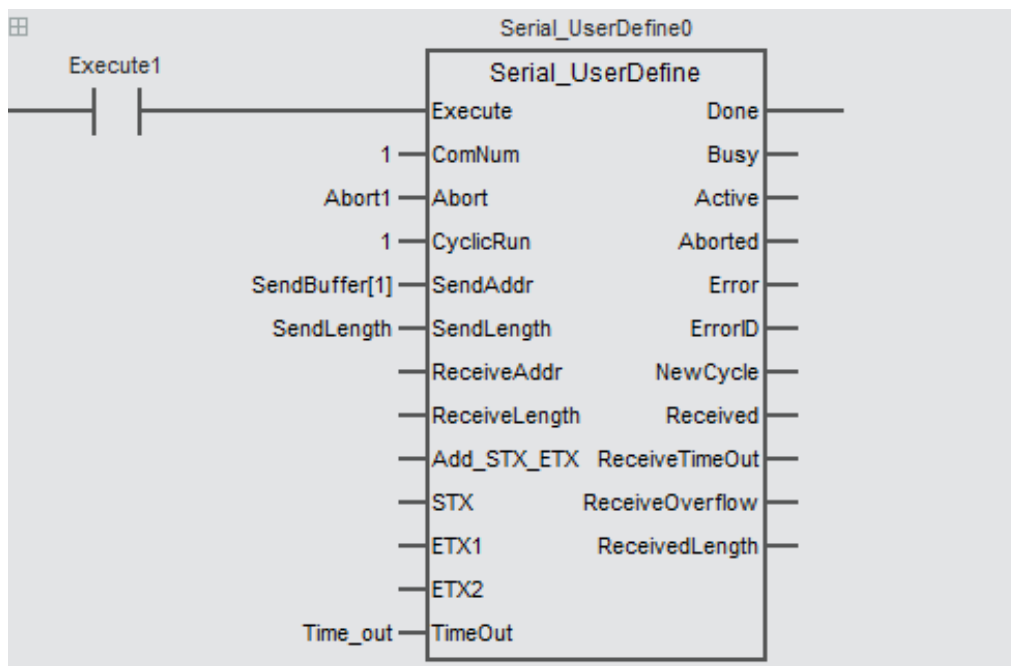 Serial_UserDefine0
Execute1
Serial_UserDefine
Execute Done
1 ComNum Busy
Abort1 Abort Active
1 CyclicRun Aborted
SendBuffer[1] SendAddr Error
SendLength SendLength ErrorID
ReceiveAddr NewCycle
ReceiveLength Received
Add_STX_ETX ReceiveTimeOut
STX ReceiveOverflow
ETX1 ReceivedLength
ETX2
Time_out TimeOut